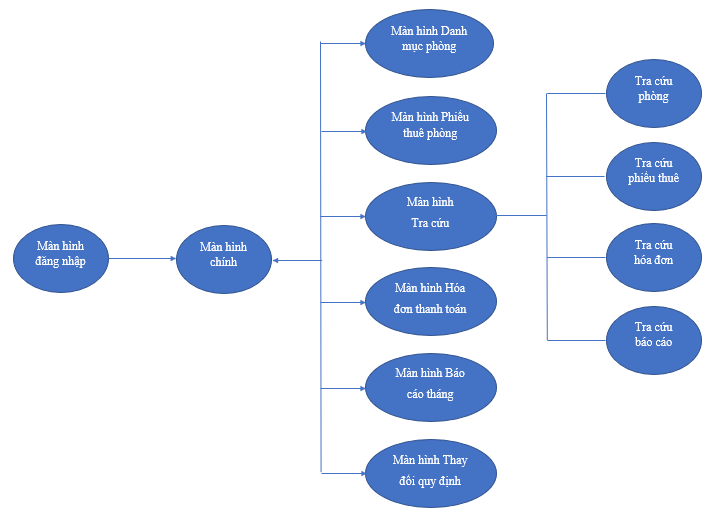 Màn hình
đăng nhập
Màn hình
chính
Màn hình Danh
mục phòng
Màn hình Phiếu
thuê phòng
Màn hình
Tra cứu
Màn hình Hóa
đơn thanh toán
Màn hình Báo
cáo tháng
Màn hình Thay
đổi quy định
Tra cứu
phòng
Tra cứu
phiếu thuê
Tra cứu
hóa đơn
Tra cứu
báo cáo